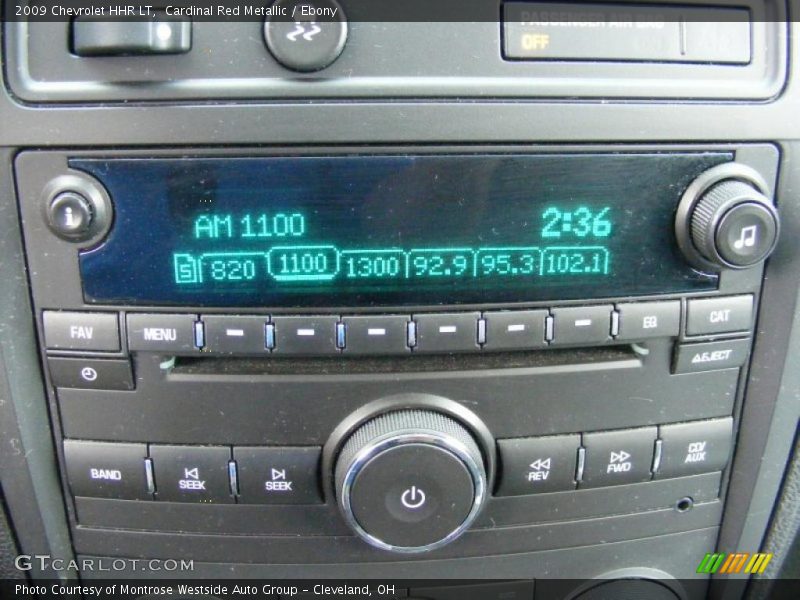 2009 Chevrolet HHR LT, Cardinal Red Metallic / Ebony
PASSENGER AIR BAG
OFF
i
AM 1100 2:36
5 820 1100 1300 92.9 95.3 102.1
FAV MENU EQ CAT
EJECT
BAND SEEK SEEK REV FWD CD/AUX
GTCARLOT.COM
Photo Courtesy of Montrose Westside Auto Group - Cleveland, OH